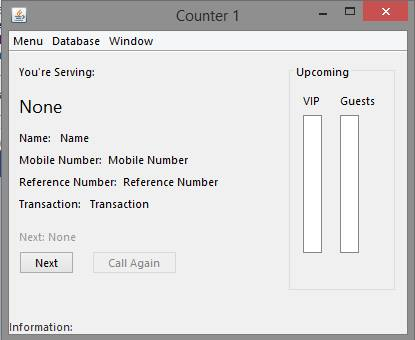 Counter 1
Menu Database Window
You're Serving:
None
Name: Name
Mobile Number: Mobile Number
Reference Number: Reference Number
Transaction: Transaction
Next: None
Next Call Again
Upcoming
VIP Guests
Information: